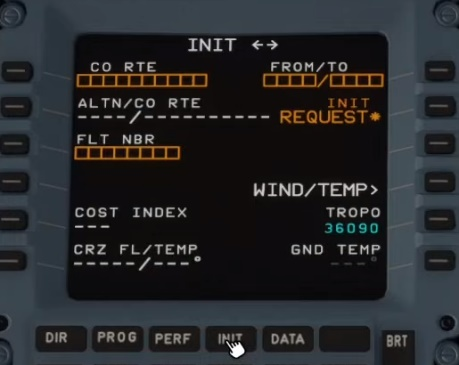 INIT ←→
CO RTE FROM/TO
□□□□□□□□□□ □□□□/□□□□
ALTN/CO RTE INIT
----/---------- REQUEST*
FLT NBR
□□□□□□□□
WIND/TEMP>
COST INDEX TROPO
--- 36090
CRZ FL/TEMP GND TEMP
-----/---° ---°
DIR PROG PERF INIT DATA
BRT